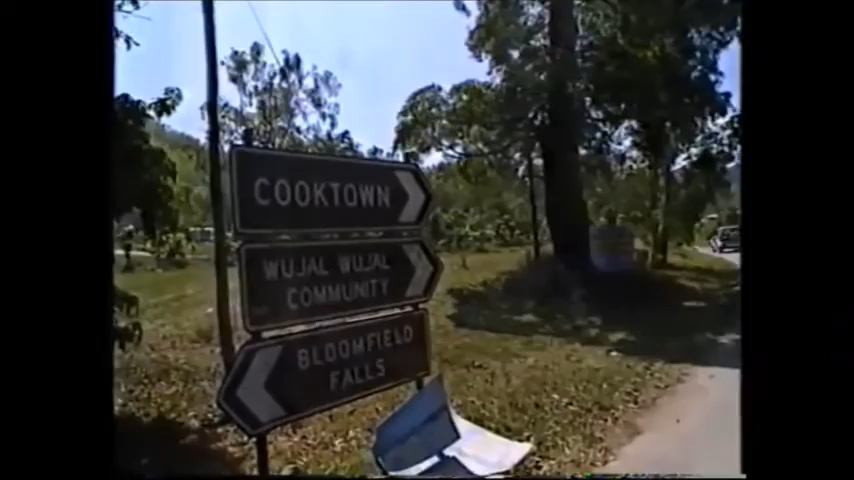 COOKTOWN
WUJAL WUJAL
COMMUNITY
BLOOMFIELD
FALLS